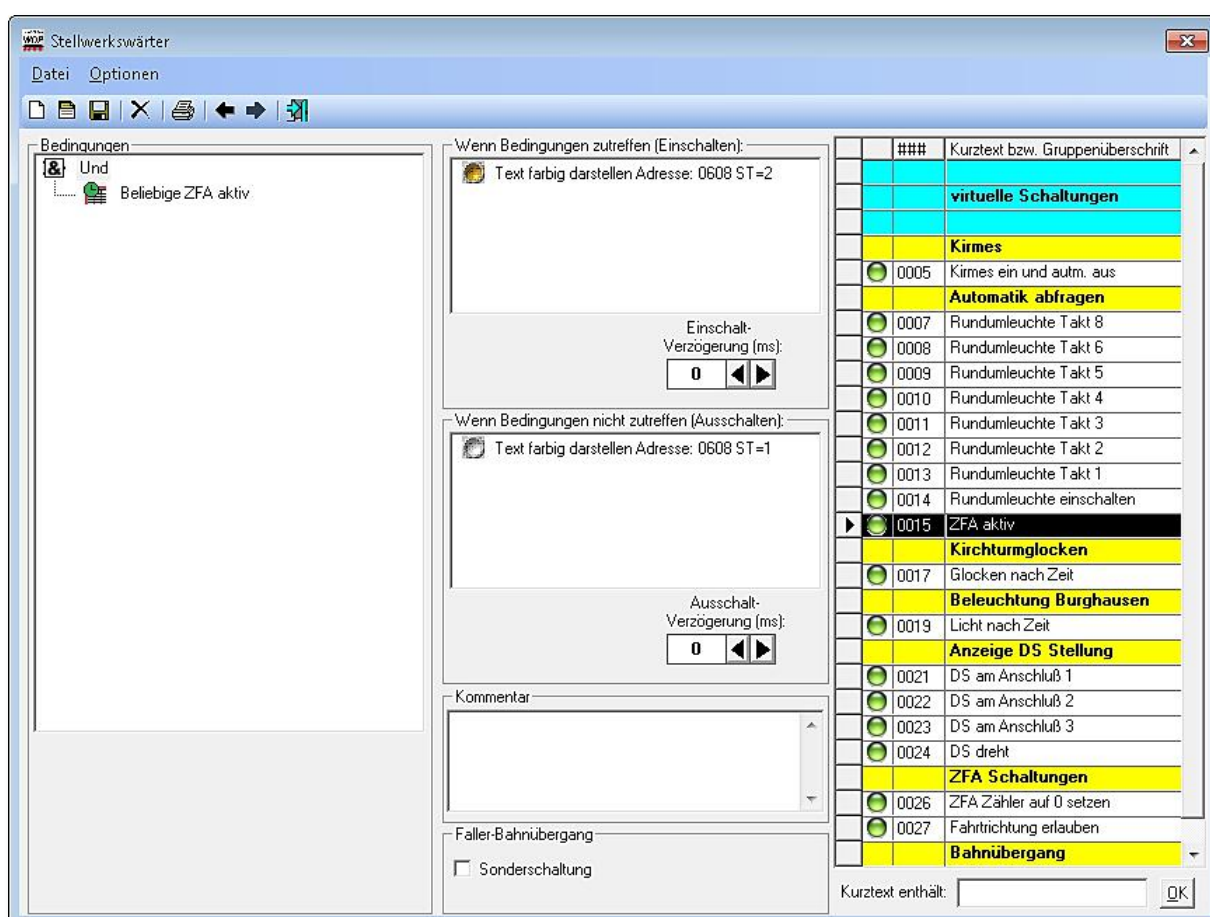 Stellwerkswärter
Datei Optionen
Bedingungen
& Und
Beliebige ZFA aktiv
Wenn Bedingungen zutreffen (Einschalten):
Text farbig darstellen Adresse: 0608 ST=2
Einschalt-
Verzögerung (ms):
0
Wenn Bedingungen nicht zutreffen (Ausschalten):
Text farbig darstellen Adresse: 0608 ST=1
Ausschalt-
Verzögerung (ms):
0
Kommentar
Faller-Bahnübergang
Sonderschaltung
### Kurztext bzw. Gruppenüberschrift
virtuelle Schaltungen
Kirmes
0005 Kirmes ein und autm. aus
Automatik abfragen
0007 Rundumleuchte Takt 8
0008 Rundumleuchte Takt 6
0009 Rundumleuchte Takt 5
0010 Rundumleuchte Takt 4
0011 Rundumleuchte Takt 3
0012 Rundumleuchte Takt 2
0013 Rundumleuchte Takt 1
0014 Rundumleuchte einschalten
0015 ZFA aktiv
Kirchturmglocken
0017 Glocken nach Zeit
Beleuchtung Burghausen
0019 Licht nach Zeit
Anzeige DS Stellung
0021 DS am Anschluß 1
0022 DS am Anschluß 2
0023 DS am Anschluß 3
0024 DS dreht
ZFA Schaltungen
0026 ZFA Zähler auf 0 setzen
0027 Fahrtrichtung erlauben
Bahnübergang
Kurztext enthält: OK